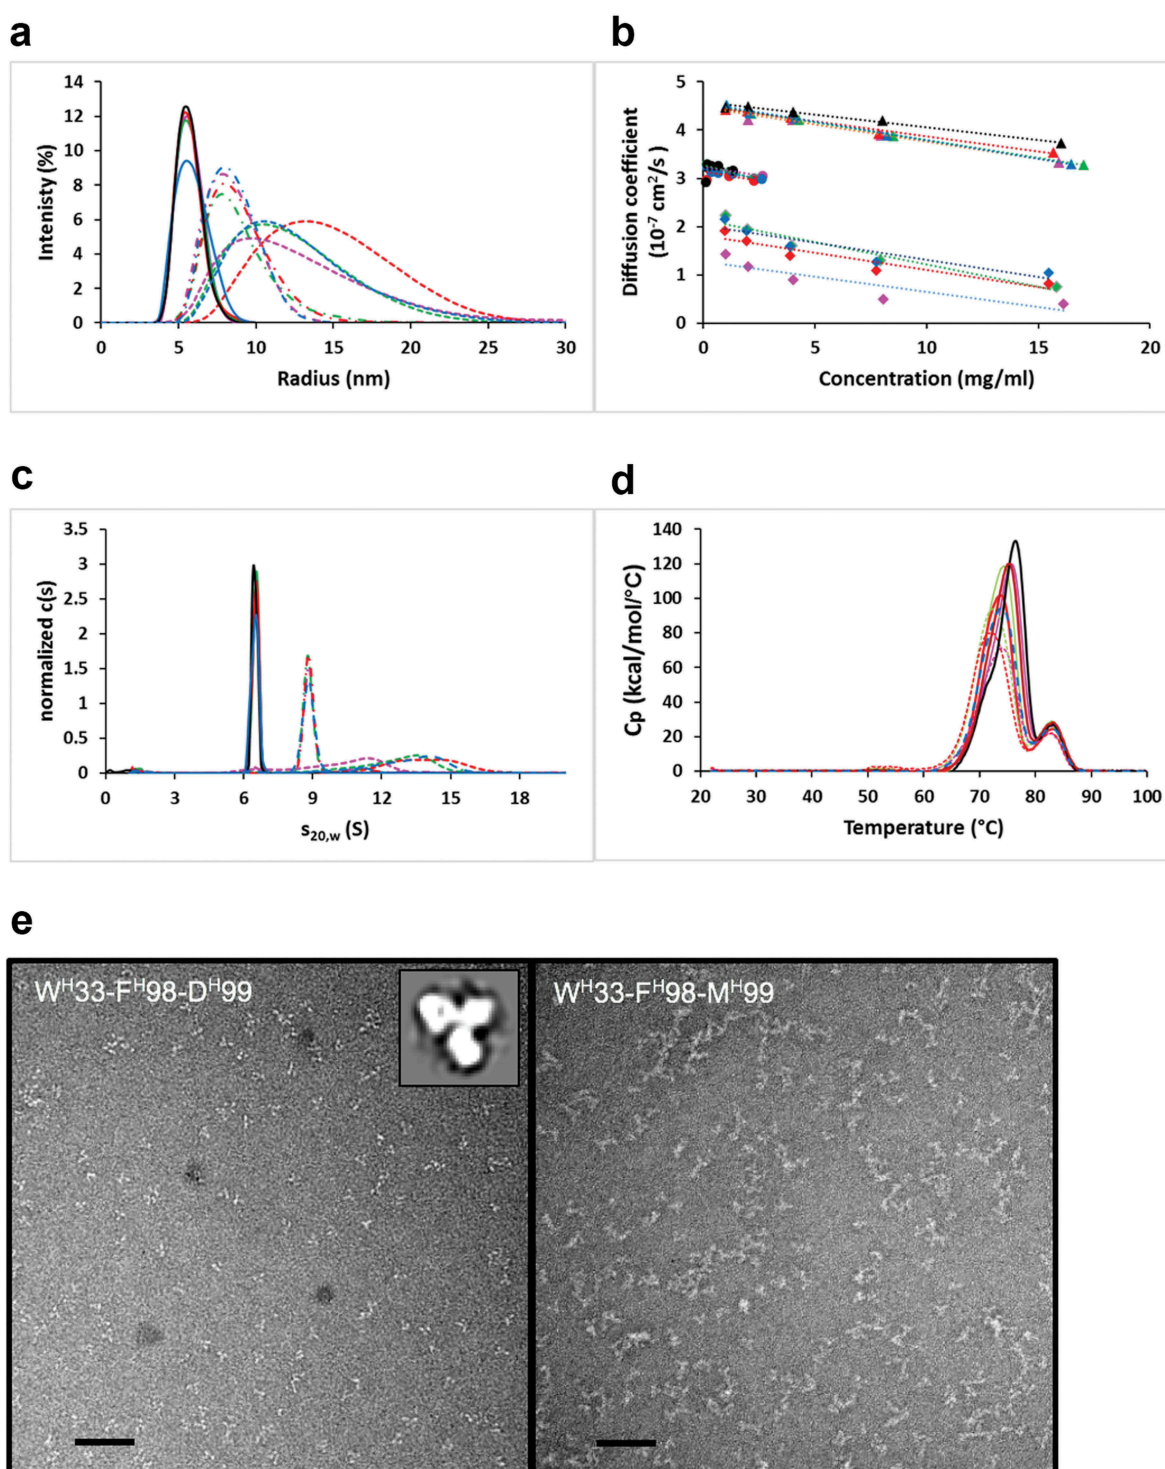 a
b
14
12
10
8
6
4
2
0
Intenisty (%)
0 5 10 15 20 25 30
Radius (nm)
5
4
3
2
1
0
Diffusion coefficient
(10⁻⁷ cm²/s)
0 5 10 15 20
Concentration (mg/ml)
c
d
3.5
3
2.5
2
1.5
1
0.5
0
normalized c(s)
0 3 6 9 12 15 18
s₂₀,w (S)
140
120
100
80
60
40
20
0
Cp (kcal/mol/°C)
20 30 40 50 60 70 80 90 100
Temperature (°C)
e
Wᴴ33-Fᴴ98-Dᴴ99
Wᴴ33-Fᴴ98-Mᴴ99